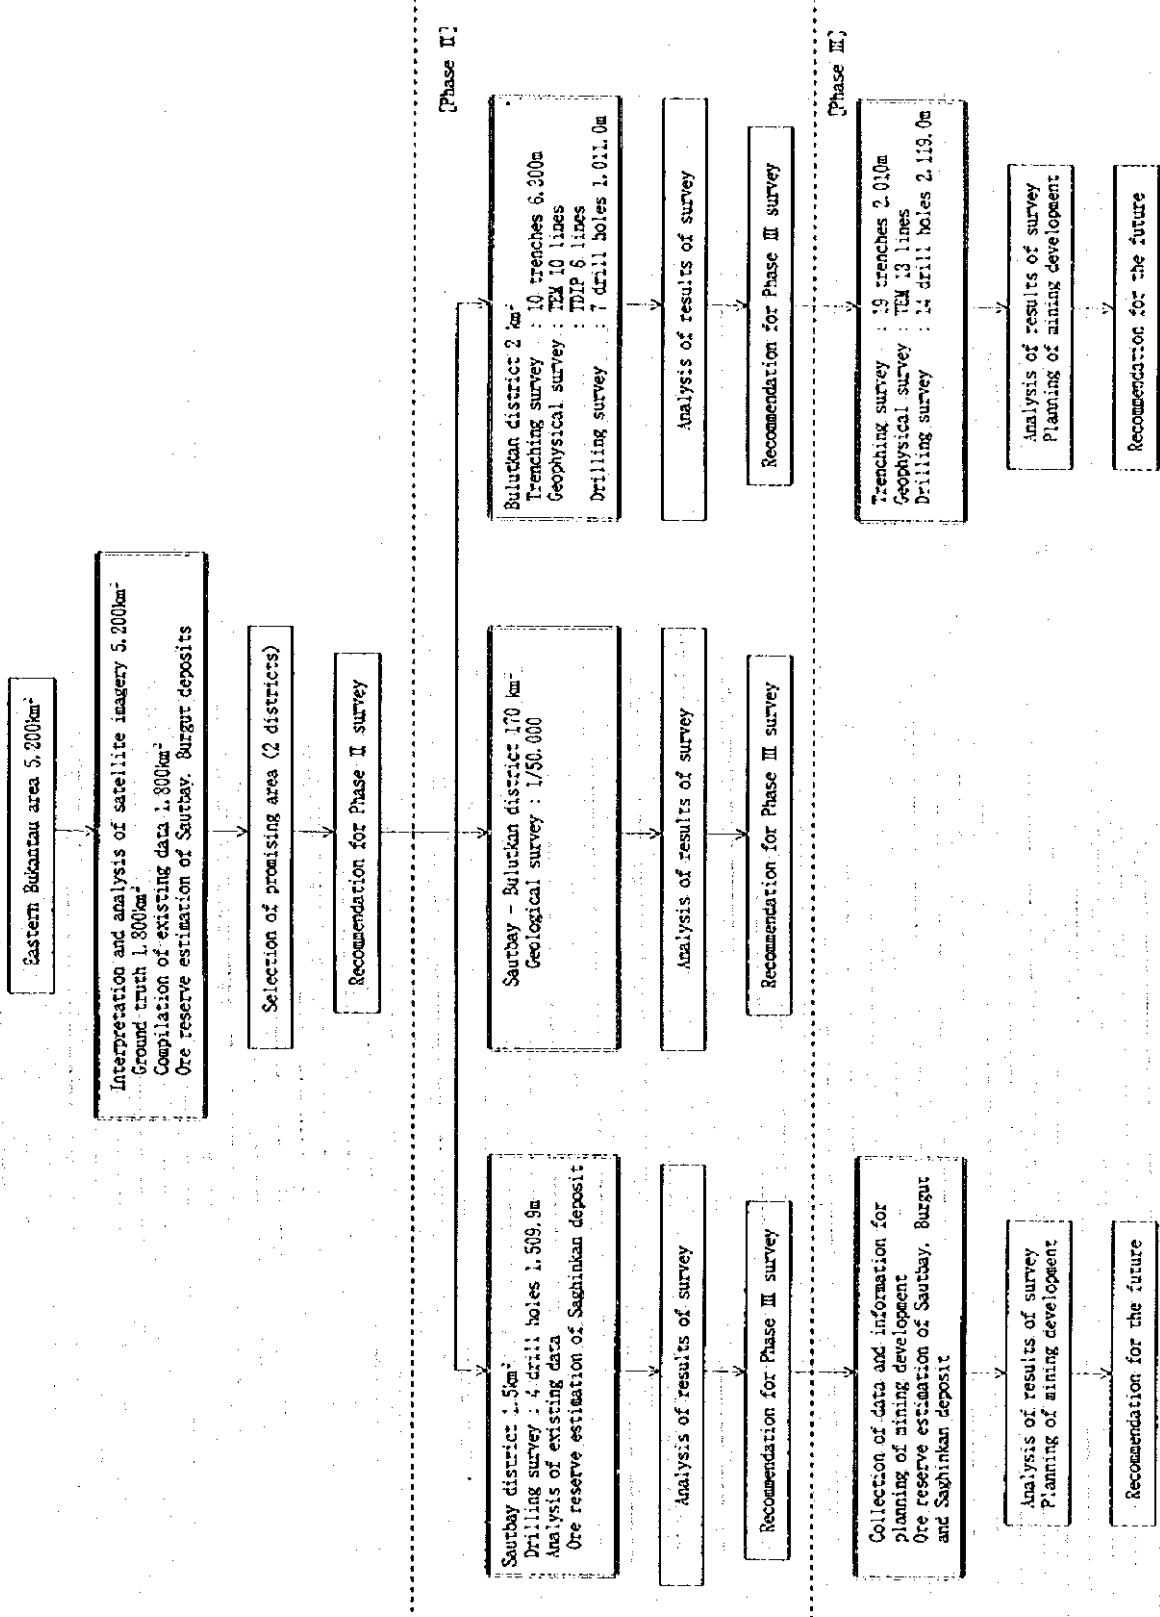 Eastern Bukantau area 5.200km²
Interpretation and analysis of satellite imagery 5.200km²
Ground truth 1.800km²
Compilation of existing data 1.800km²
Ore reserve estimation of Sautbay, Burgut deposits
Selection of promising area (2 districts)
Recommendation for Phase II survey
[Phase II]
Sautbay district 1.5km²
Drilling survey : 4 drill holes 1.509.9m
Analysis of existing data
Ore reserve estimation of Saghinkan deposit
Analysis of results of survey
Recommendation for Phase III survey
Sautbay - Bulutkan district 170 km²
Geological survey : 1/50.000
Analysis of results of survey
Recommendation for Phase III survey
Bulutkan district 2 km²
Trenching survey : 10 trenches 6.300m
Geophysical survey : TEM 10 lines
: TDIP 6 lines
Drilling survey : 7 drill holes 1.011.0m
Analysis of results of survey
Recommendation for Phase III survey
[Phase III]
Collection of data and information for
planning of mining development
Ore reserve estimation of Sautbay, Burgut
and Saghinkan deposit
Analysis of results of survey
Planning of mining development
Recommendation for the future
Trenching survey : 19 trenches 2.010m
Geophysical survey : TEM 13 lines
Drilling survey : 14 drill holes 2.119.0m
Analysis of results of survey
Planning of mining development
Recommendation for the future